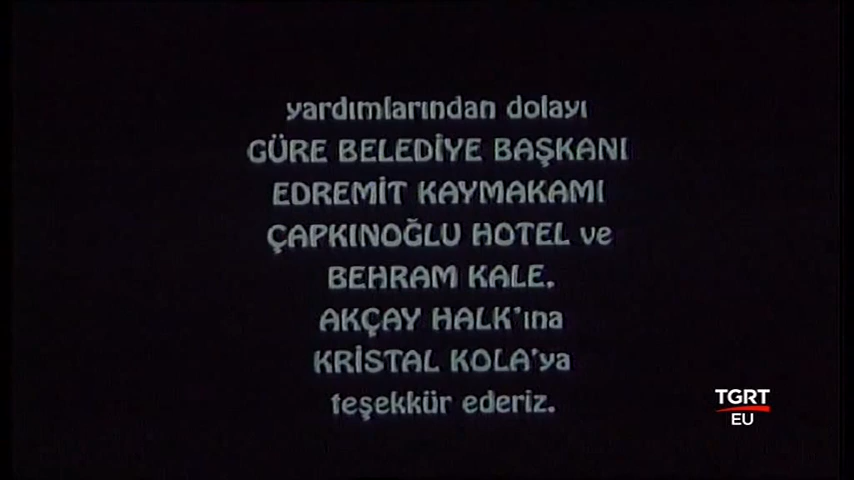 yardımlarından dolayı
GÜRE BELEDİYE BAŞKANI
EDREMİT KAYMAKAMI
ÇAPKINOĞLU HOTEL ve
BEHRAM KALE,
AKÇAY HALK'ına
KRİSTAL KOLA'ya
teşekkür ederiz.
TGRT
EU